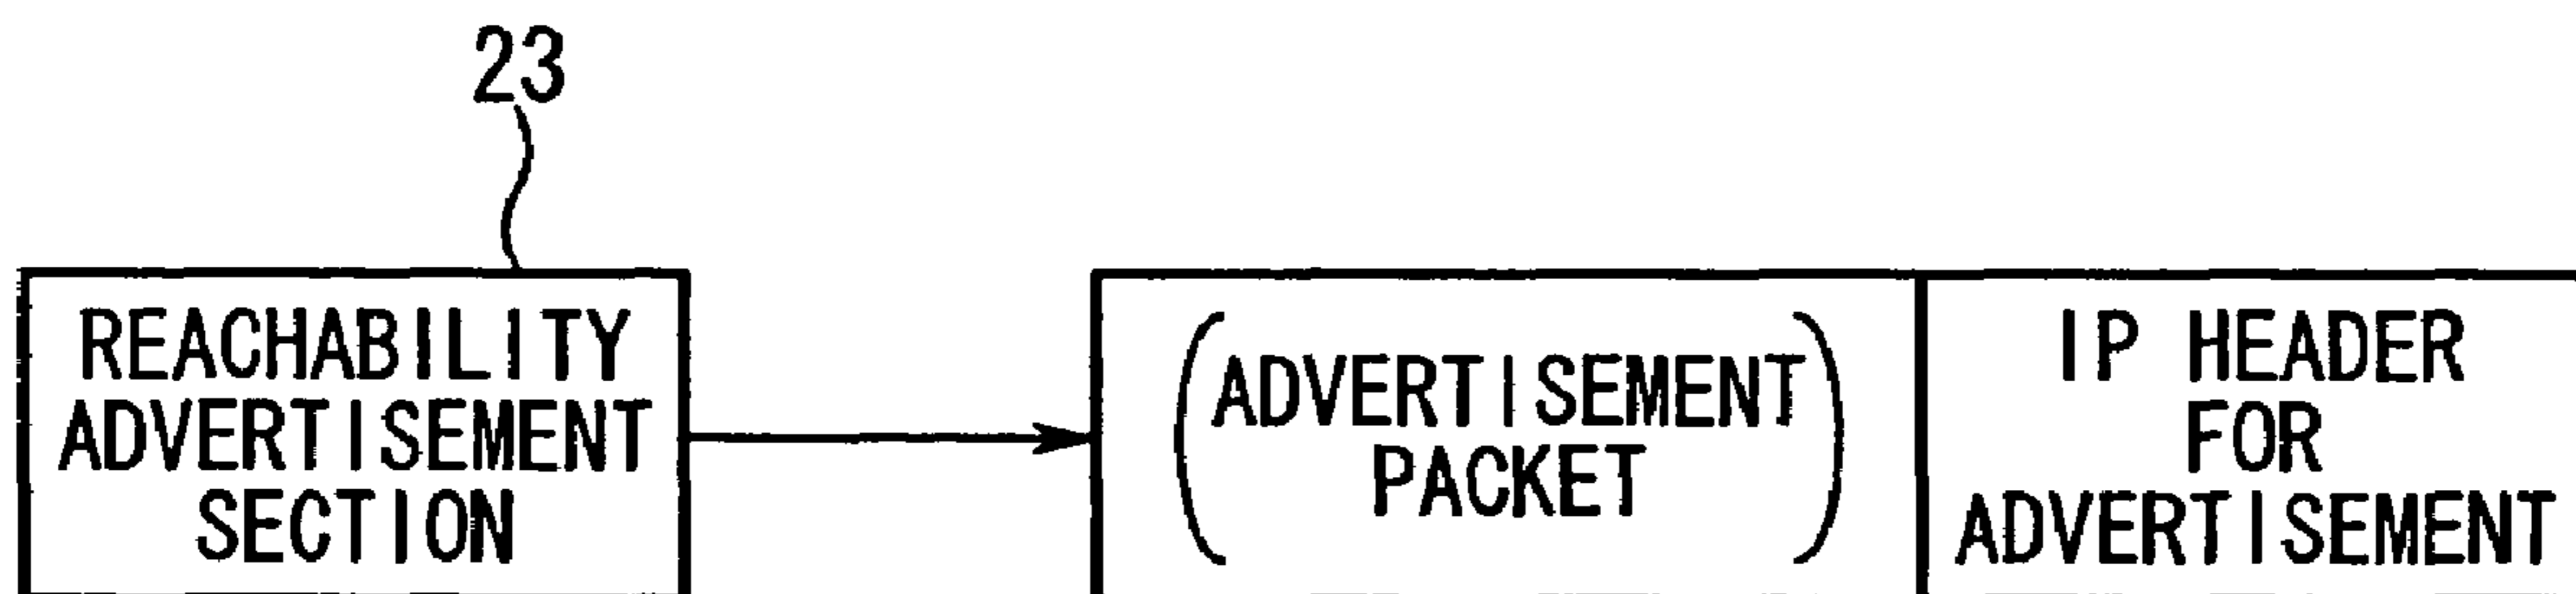 23
REACHABILITY
ADVERTISEMENT
SECTION
(ADVERTISEMENT
PACKET)
IP HEADER
FOR
ADVERTISEMENT